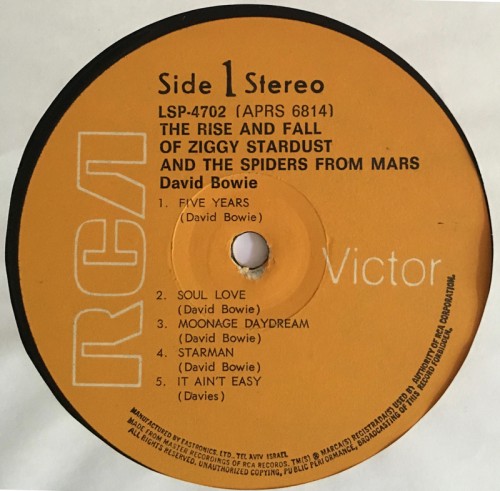 Side 1 Stereo
LSP-4702 (APRS 6814)
THE RISE AND FALL
OF ZIGGY STARDUST
AND THE SPIDERS FROM MARS
David Bowie
1. FIVE YEARS
(David Bowie)
RCA
Victor
2. SOUL LOVE
(David Bowie)
3. MOONAGE DAYDREAM
(David Bowie)
4. STARMAN
(David Bowie)
5. IT AIN'T EASY
(Davies)
MANUFACTURED BY EASTRONICS, LTD., TEL AVIV ISRAEL
MADE FROM MASTER RECORDINGS OF RCA RECORDS. TM(S) ® MARCA(S) REGISTRADA(S) USED BY AUTHORITY OF RCA CORPORATION.
ALL RIGHTS RESERVED. UNAUTHORIZED COPYING, PUBLIC PERFORMANCE, BADCASTING OF THIS RECORD FORBIDDEN.